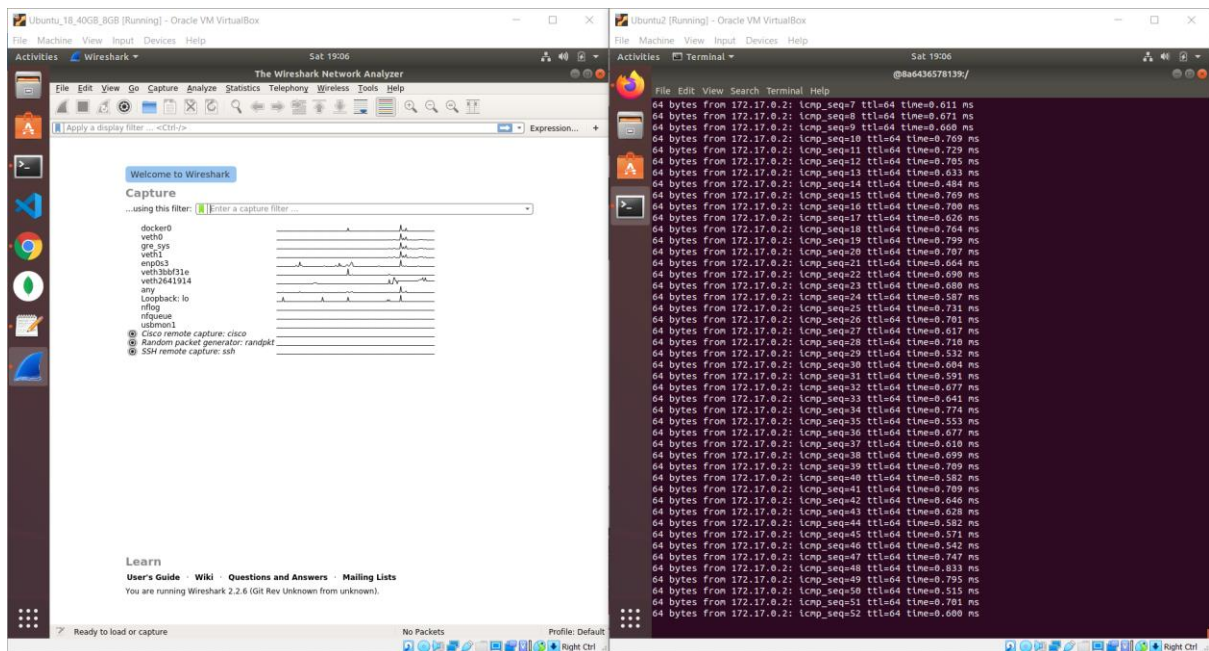 Ubuntu_18_40GB_8GB [Running] - Oracle VM VirtualBox
File Machine View Input Devices Help
Activities Wireshark Sat 19:06
The Wireshark Network Analyzer
File Edit View Go Capture Analyze Statistics Telephony Wireless Tools Help
Apply a display filter ... <Ctrl-/> Expression... +
Welcome to Wireshark
Capture
...using this filter: Enter a capture filter ...
docker0
veth0
gre_sys
veth1
enp0s3
veth3bbf31e
veth2641914
any
Loopback: lo
nflog
nfqueue
usbmon1
Cisco remote capture: cisco
Random packet generator: randpkt
SSH remote capture: ssh
Learn
User's Guide · Wiki · Questions and Answers · Mailing Lists
You are running Wireshark 2.2.6 (Git Rev Unknown from unknown).
Ready to load or capture No Packets Profile: Default
Right Ctrl
Ubuntu2 [Running] - Oracle VM VirtualBox
File Machine View Input Devices Help
Activities Terminal Sat 19:06
@8a6436578139:/
File Edit View Search Terminal Help
64 bytes from 172.17.0.2: icmp_seq=7 ttl=64 time=0.611 ms
64 bytes from 172.17.0.2: icmp_seq=8 ttl=64 time=0.671 ms
64 bytes from 172.17.0.2: icmp_seq=9 ttl=64 time=0.660 ms
64 bytes from 172.17.0.2: icmp_seq=10 ttl=64 time=0.769 ms
64 bytes from 172.17.0.2: icmp_seq=11 ttl=64 time=0.729 ms
64 bytes from 172.17.0.2: icmp_seq=12 ttl=64 time=0.705 ms
64 bytes from 172.17.0.2: icmp_seq=13 ttl=64 time=0.633 ms
64 bytes from 172.17.0.2: icmp_seq=14 ttl=64 time=0.484 ms
64 bytes from 172.17.0.2: icmp_seq=15 ttl=64 time=0.769 ms
64 bytes from 172.17.0.2: icmp_seq=16 ttl=64 time=0.700 ms
64 bytes from 172.17.0.2: icmp_seq=17 ttl=64 time=0.626 ms
64 bytes from 172.17.0.2: icmp_seq=18 ttl=64 time=0.764 ms
64 bytes from 172.17.0.2: icmp_seq=19 ttl=64 time=0.799 ms
64 bytes from 172.17.0.2: icmp_seq=20 ttl=64 time=0.707 ms
64 bytes from 172.17.0.2: icmp_seq=21 ttl=64 time=0.664 ms
64 bytes from 172.17.0.2: icmp_seq=22 ttl=64 time=0.690 ms
64 bytes from 172.17.0.2: icmp_seq=23 ttl=64 time=0.680 ms
64 bytes from 172.17.0.2: icmp_seq=24 ttl=64 time=0.587 ms
64 bytes from 172.17.0.2: icmp_seq=25 ttl=64 time=0.731 ms
64 bytes from 172.17.0.2: icmp_seq=26 ttl=64 time=0.701 ms
64 bytes from 172.17.0.2: icmp_seq=27 ttl=64 time=0.617 ms
64 bytes from 172.17.0.2: icmp_seq=28 ttl=64 time=0.710 ms
64 bytes from 172.17.0.2: icmp_seq=29 ttl=64 time=0.532 ms
64 bytes from 172.17.0.2: icmp_seq=30 ttl=64 time=0.604 ms
64 bytes from 172.17.0.2: icmp_seq=31 ttl=64 time=0.591 ms
64 bytes from 172.17.0.2: icmp_seq=32 ttl=64 time=0.677 ms
64 bytes from 172.17.0.2: icmp_seq=33 ttl=64 time=0.641 ms
64 bytes from 172.17.0.2: icmp_seq=34 ttl=64 time=0.774 ms
64 bytes from 172.17.0.2: icmp_seq=35 ttl=64 time=0.553 ms
64 bytes from 172.17.0.2: icmp_seq=36 ttl=64 time=0.677 ms
64 bytes from 172.17.0.2: icmp_seq=37 ttl=64 time=0.610 ms
64 bytes from 172.17.0.2: icmp_seq=38 ttl=64 time=0.699 ms
64 bytes from 172.17.0.2: icmp_seq=39 ttl=64 time=0.709 ms
64 bytes from 172.17.0.2: icmp_seq=40 ttl=64 time=0.582 ms
64 bytes from 172.17.0.2: icmp_seq=41 ttl=64 time=0.709 ms
64 bytes from 172.17.0.2: icmp_seq=42 ttl=64 time=0.646 ms
64 bytes from 172.17.0.2: icmp_seq=43 ttl=64 time=0.628 ms
64 bytes from 172.17.0.2: icmp_seq=44 ttl=64 time=0.582 ms
64 bytes from 172.17.0.2: icmp_seq=45 ttl=64 time=0.571 ms
64 bytes from 172.17.0.2: icmp_seq=46 ttl=64 time=0.542 ms
64 bytes from 172.17.0.2: icmp_seq=47 ttl=64 time=0.747 ms
64 bytes from 172.17.0.2: icmp_seq=48 ttl=64 time=0.833 ms
64 bytes from 172.17.0.2: icmp_seq=49 ttl=64 time=0.795 ms
64 bytes from 172.17.0.2: icmp_seq=50 ttl=64 time=0.515 ms
64 bytes from 172.17.0.2: icmp_seq=51 ttl=64 time=0.701 ms
64 bytes from 172.17.0.2: icmp_seq=52 ttl=64 time=0.600 ms
Right Ctrl